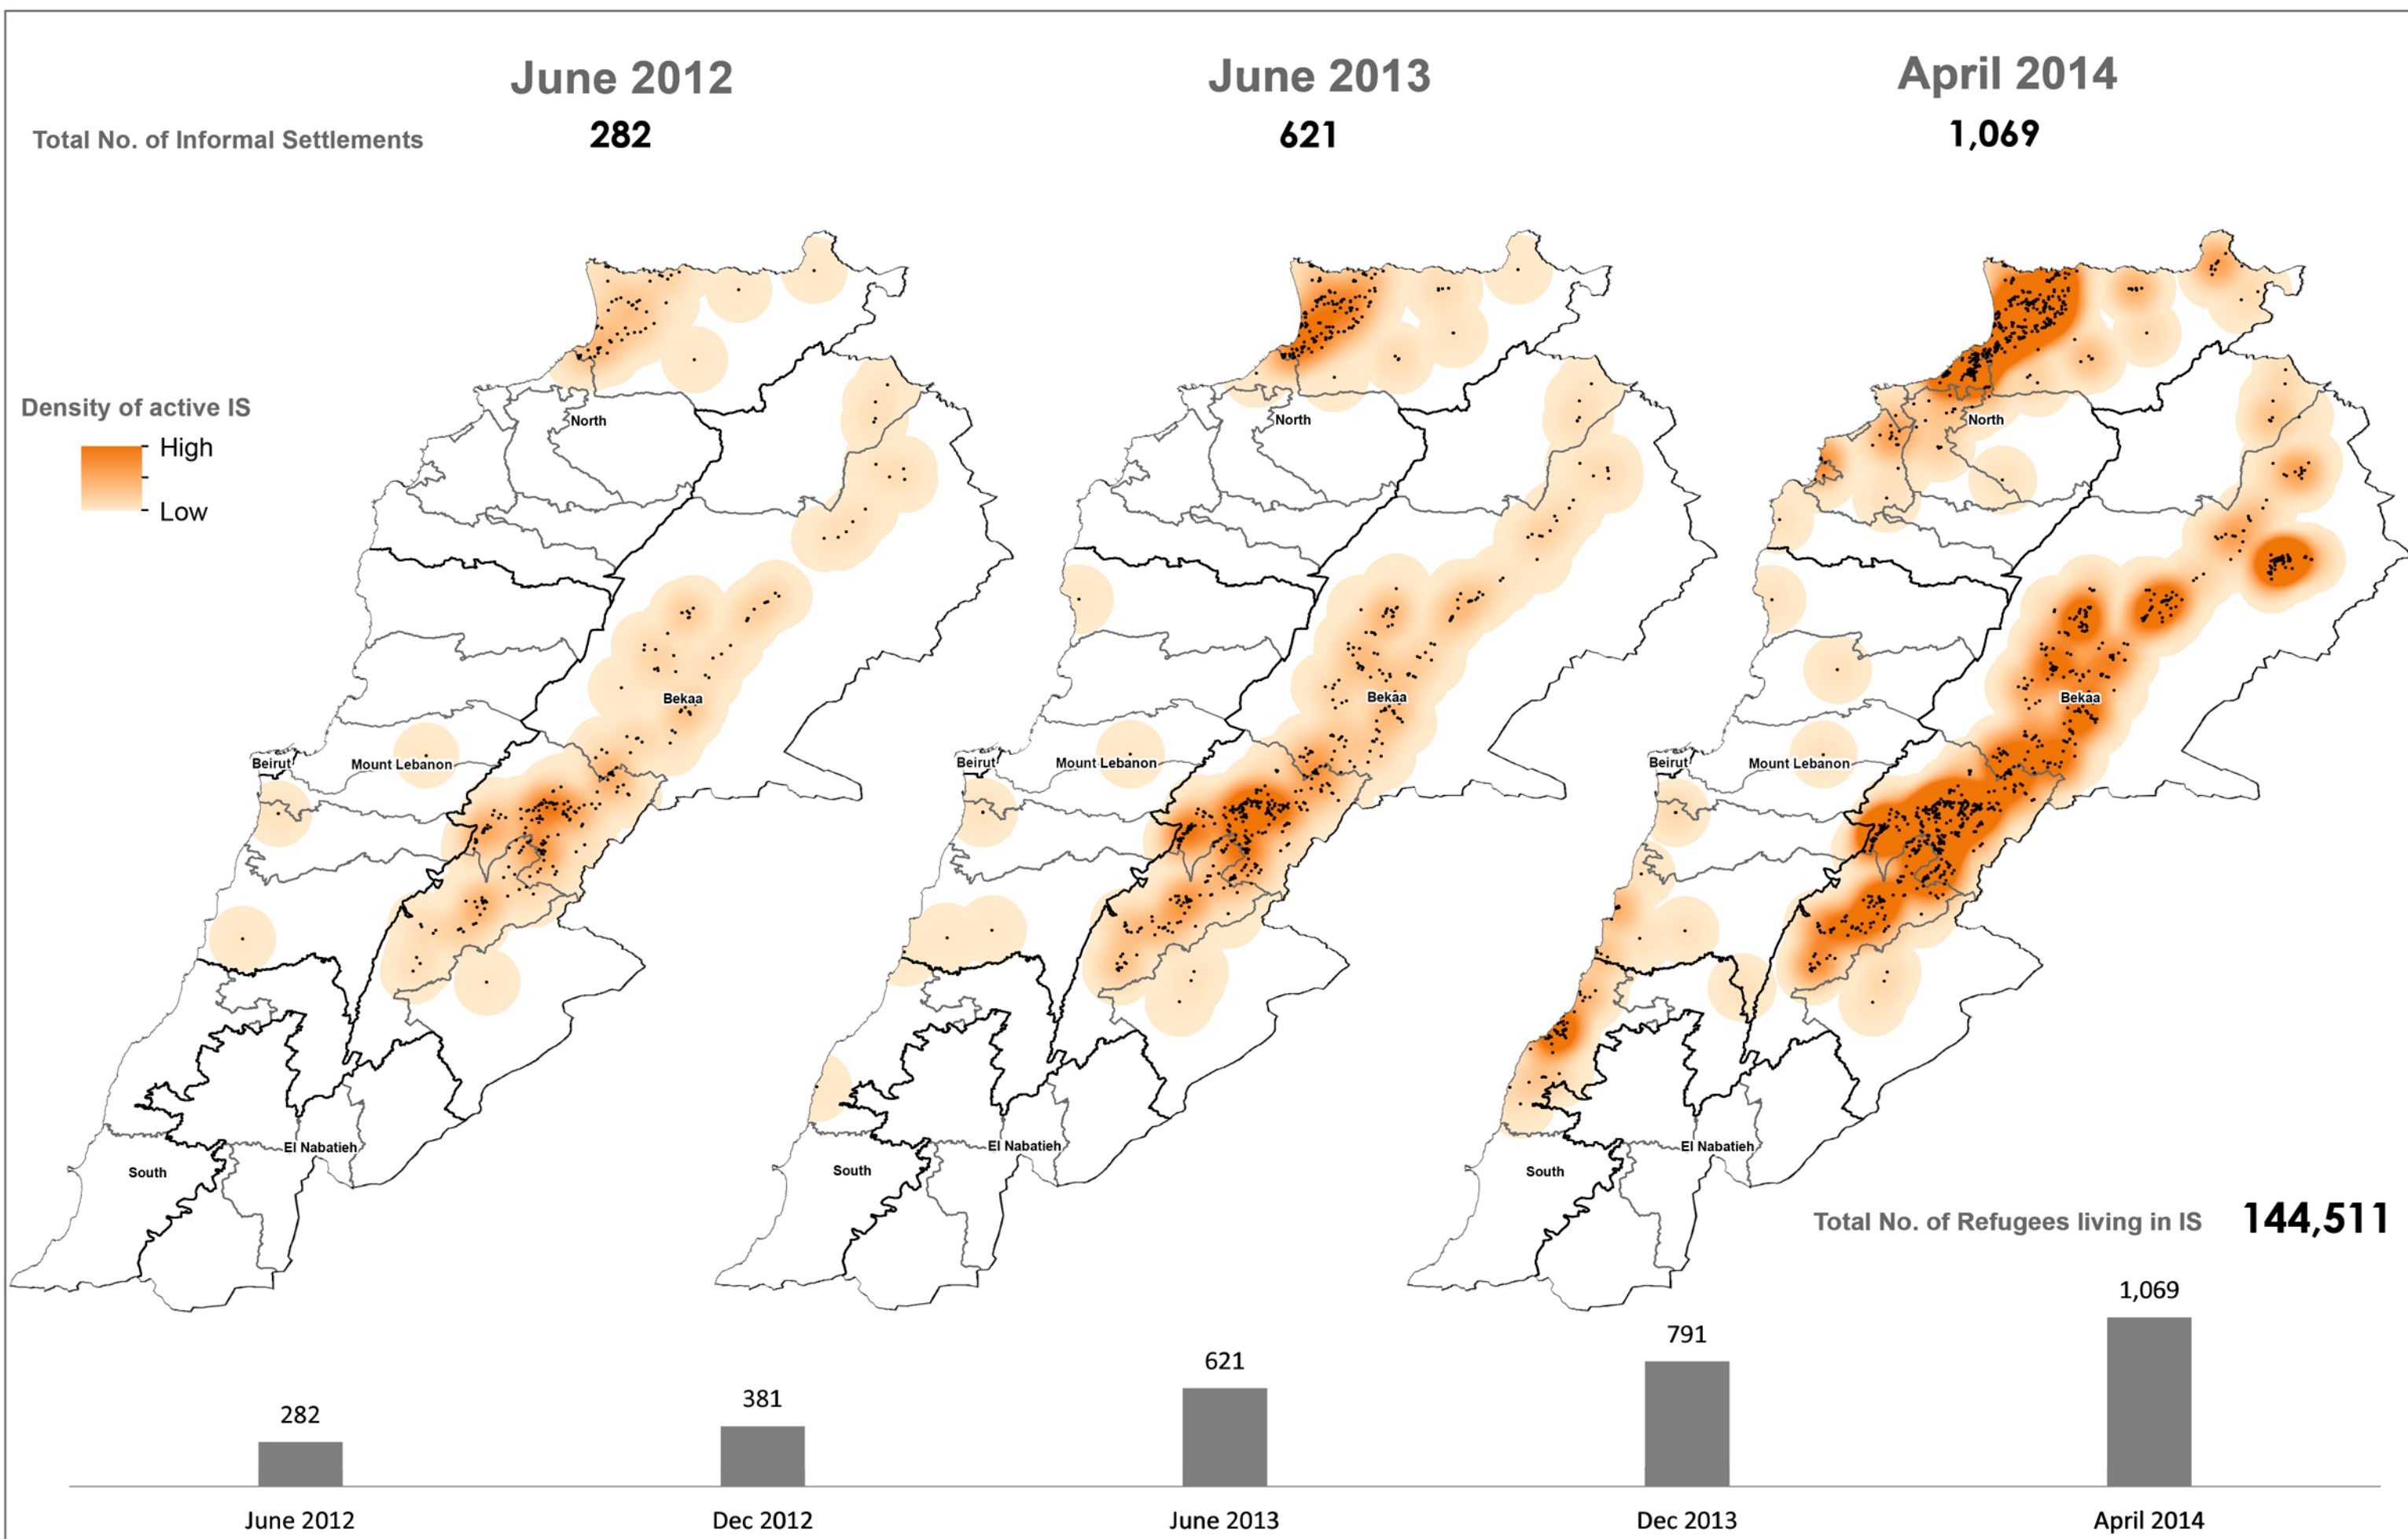 June 2012
June 2013
April 2014
Total No. of Informal Settlements
282
621
1,069
Density of active IS
High
Low
North
Bekaa
Beirut
Mount Lebanon
El Nabatieh
South
North
Bekaa
Beirut
Mount Lebanon
El Nabatieh
South
North
Bekaa
Beirut
Mount Lebanon
El Nabatieh
South
Total No. of Refugees living in IS 144,511
282
381
621
791
1,069
June 2012
Dec 2012
June 2013
Dec 2013
April 2014